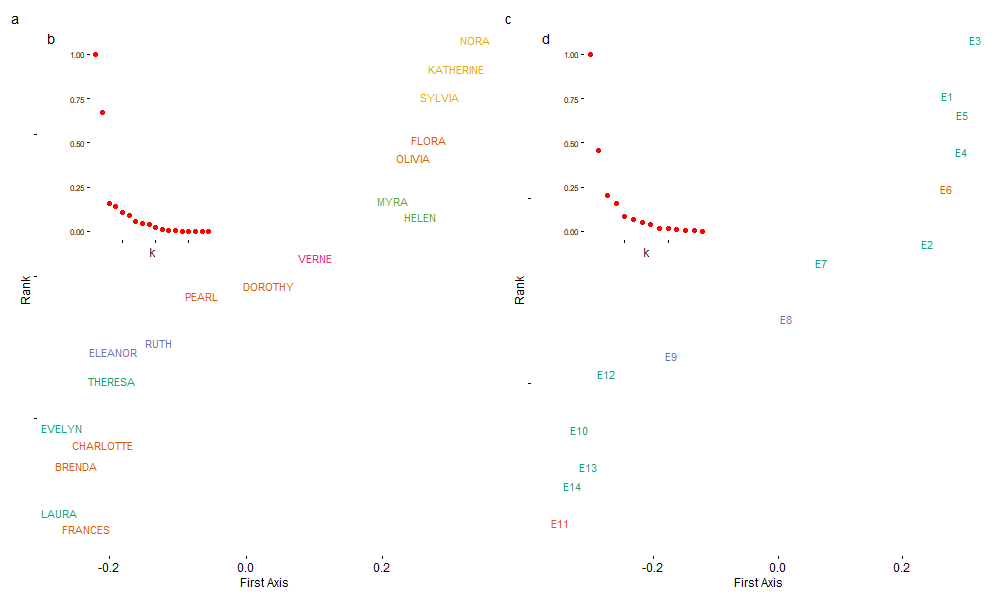 a
b
1.00
0.75
0.50
0.25
0.00
k
NORA
KATHERINE
SYLVIA
FLORA
OLIVIA
MYRA
HELEN
VERNE
DOROTHY
PEARL
RUTH
ELEANOR
THERESA
EVELYN
CHARLOTTE
BRENDA
LAURA
FRANCES
Rank
-0.2
0.0
0.2
First Axis
c
d
1.00
0.75
0.50
0.25
0.00
k
E3
E1
E5
E4
E6
E2
E7
E8
E9
E12
E10
E13
E14
E11
Rank
-0.2
0.0
0.2
First Axis